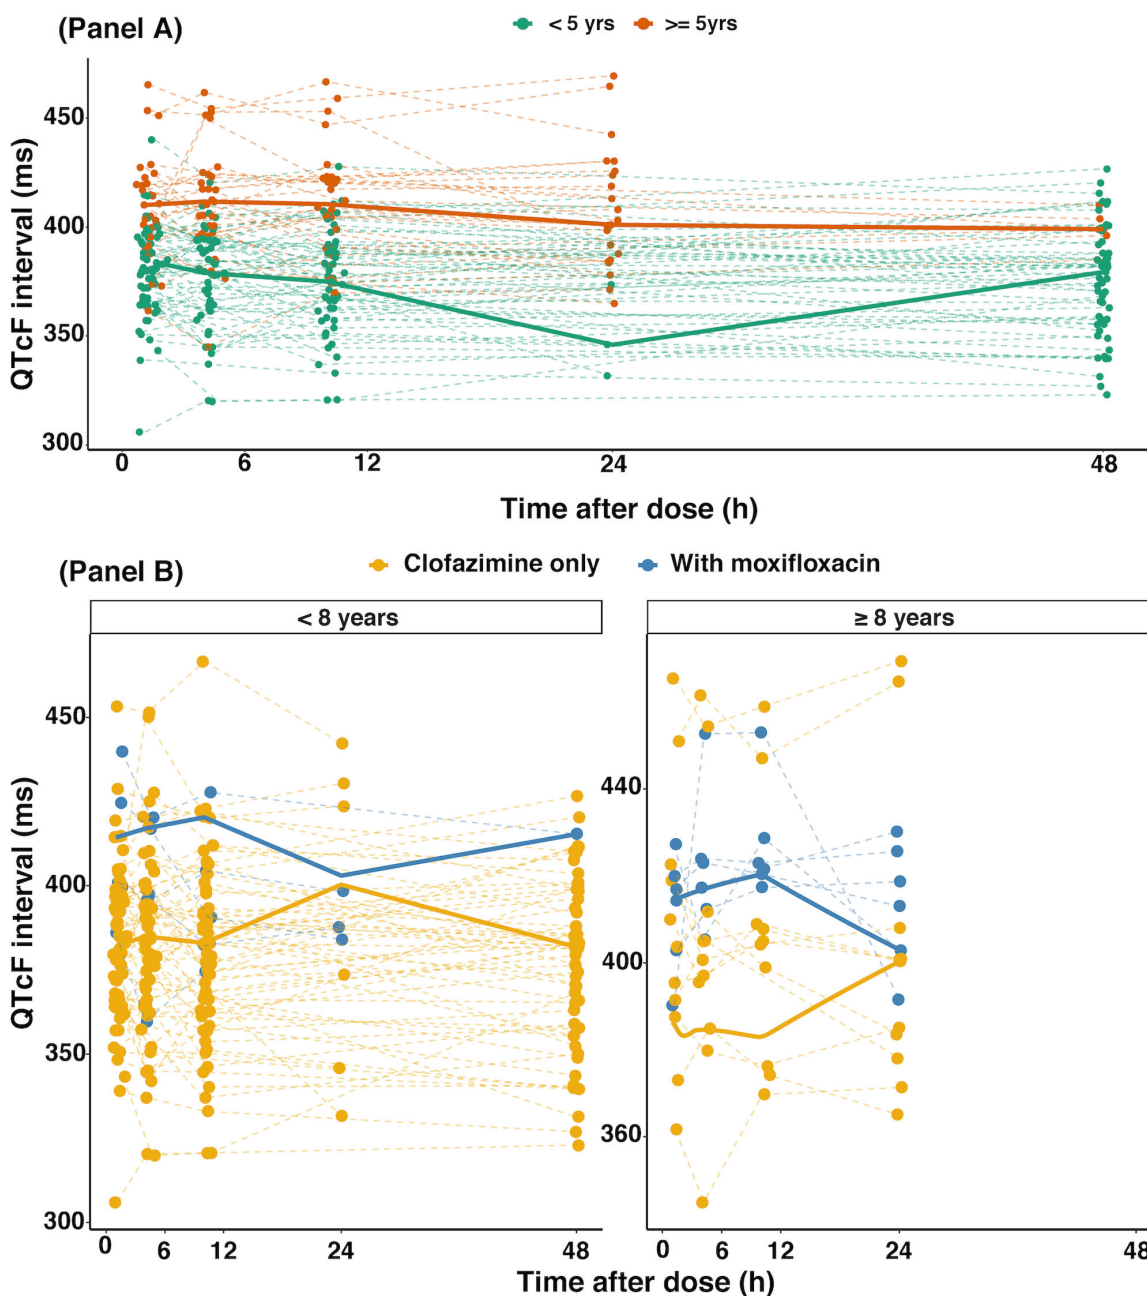 (Panel A)
< 5 yrs >= 5yrs
QTcF interval (ms)
450
400
350
300
0 6 12 24 48
Time after dose (h)
(Panel B)
Clofazimine only With moxifloxacin
< 8 years ≥ 8 years
QTcF interval (ms)
450
400
350
300
440
400
360
0 6 12 24 48 0 6 12 24 48
Time after dose (h)